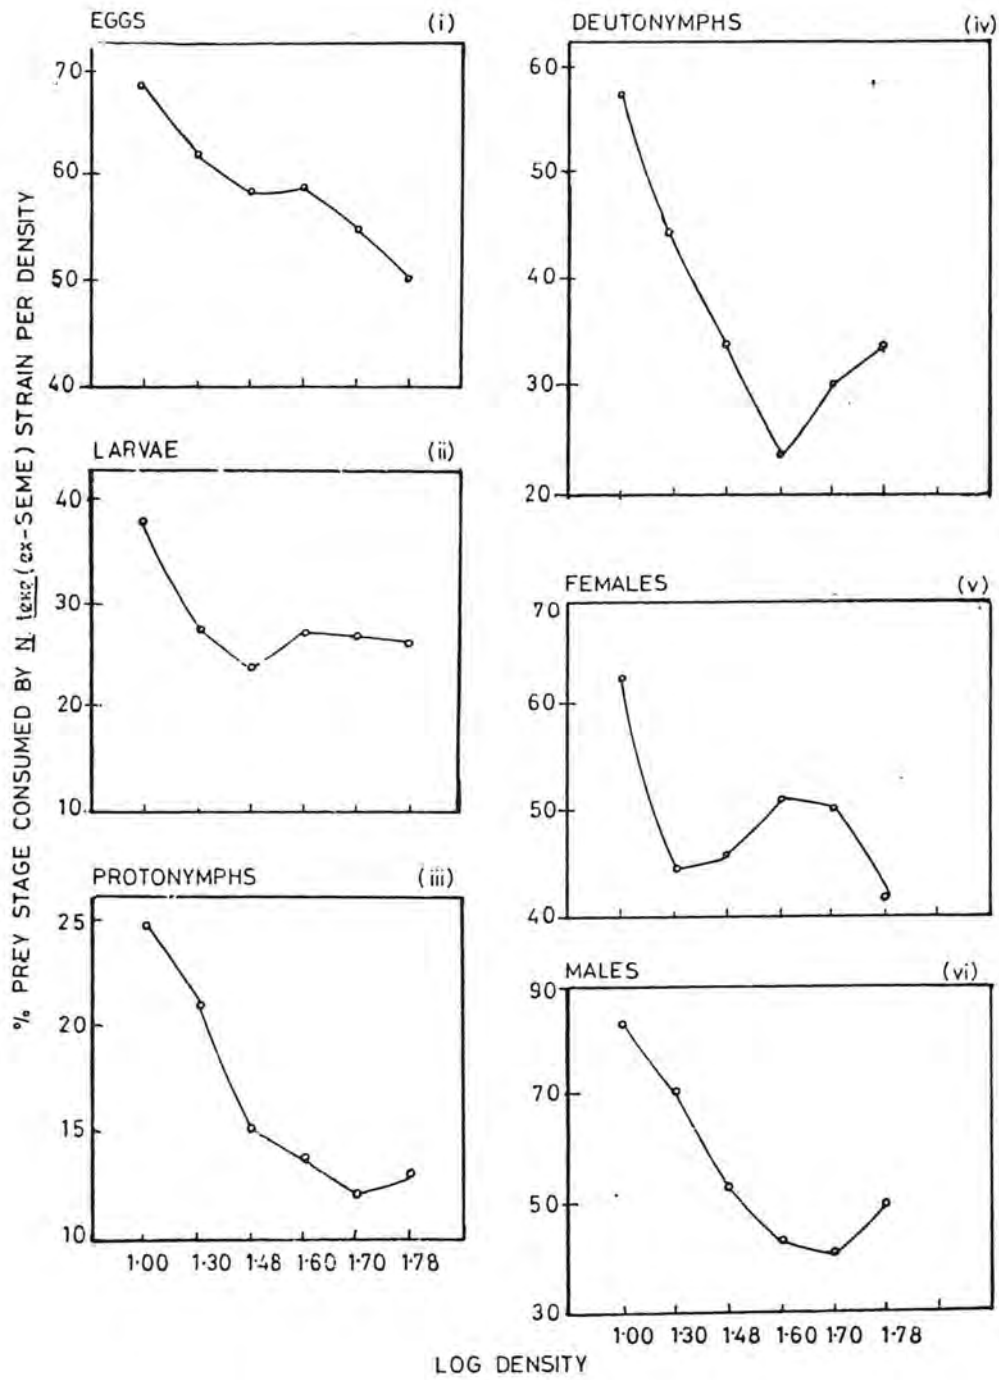 EGGS (i)
70
60
50
40
LARVAE (ii)
40
30
20
10
PROTONYMPHS (iii)
25
20
15
10
1·00 1·30 1·48 1·60 1·70 1·78
DEUTONYMPHS (iv)
60
50
40
30
20
FEMALES (v)
70
60
50
40
MALES (vi)
90
70
50
30
1·00 1·30 1·48 1·60 1·70 1·78
% PREY STAGE CONSUMED BY N. (ex-SEME) STRAIN PER DENSITY
LOG DENSITY